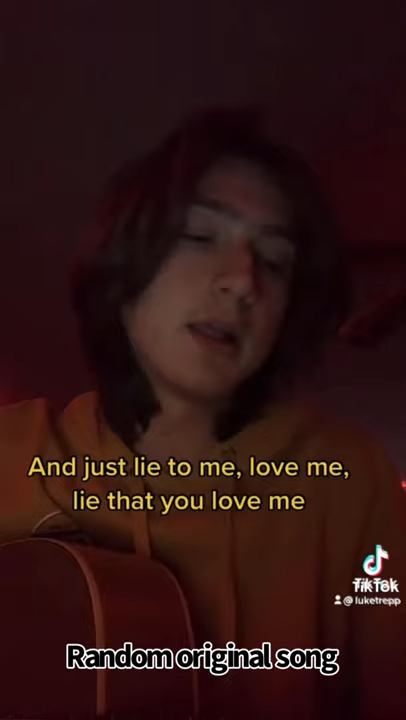 And just lie to me, love me,
lie that you love me
TikTok
@ luketrepp
Random original song